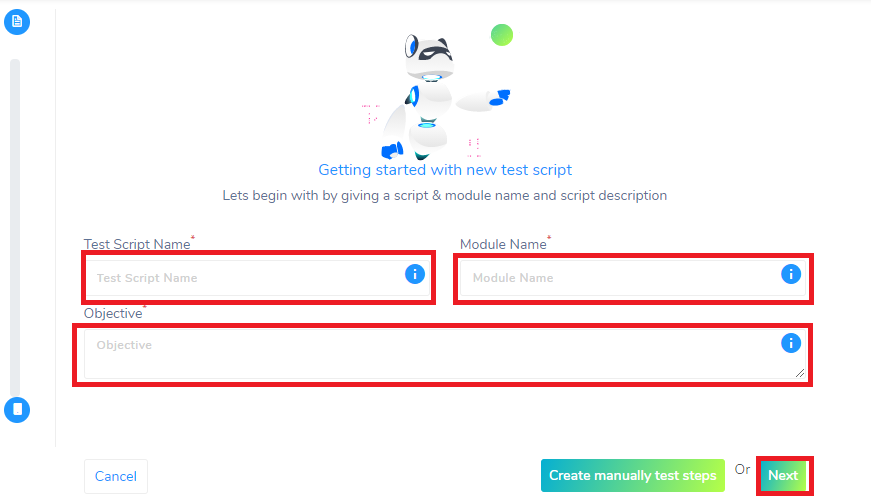 Getting started with new test script
Lets begin with by giving a script & module name and script description
Test Script Name* Module Name*
Test Script Name i Module Name i
Objective*
Objective i
Cancel Create manually test steps Or Next